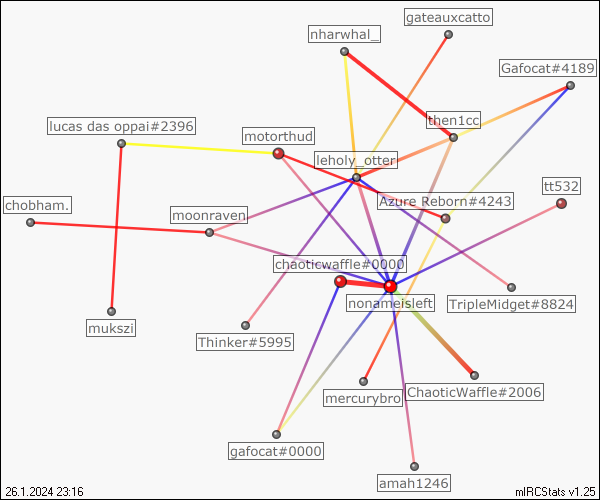 gateauxcatto
nharwhal_
Gafocat#4189
then1cc
lucas das oppai#2396
motorthud
leholy_otter
tt532
Azure Reborn#4243
chobham.
moonraven
chaoticwaffle#0000
nonameisleft
TripleMidget#8824
mukszi
Thinker#5995
ChaoticWaffle#2006
mercurybro
gafocat#0000
amah1246
26.1.2024 23:16
mIRCStats v1.25